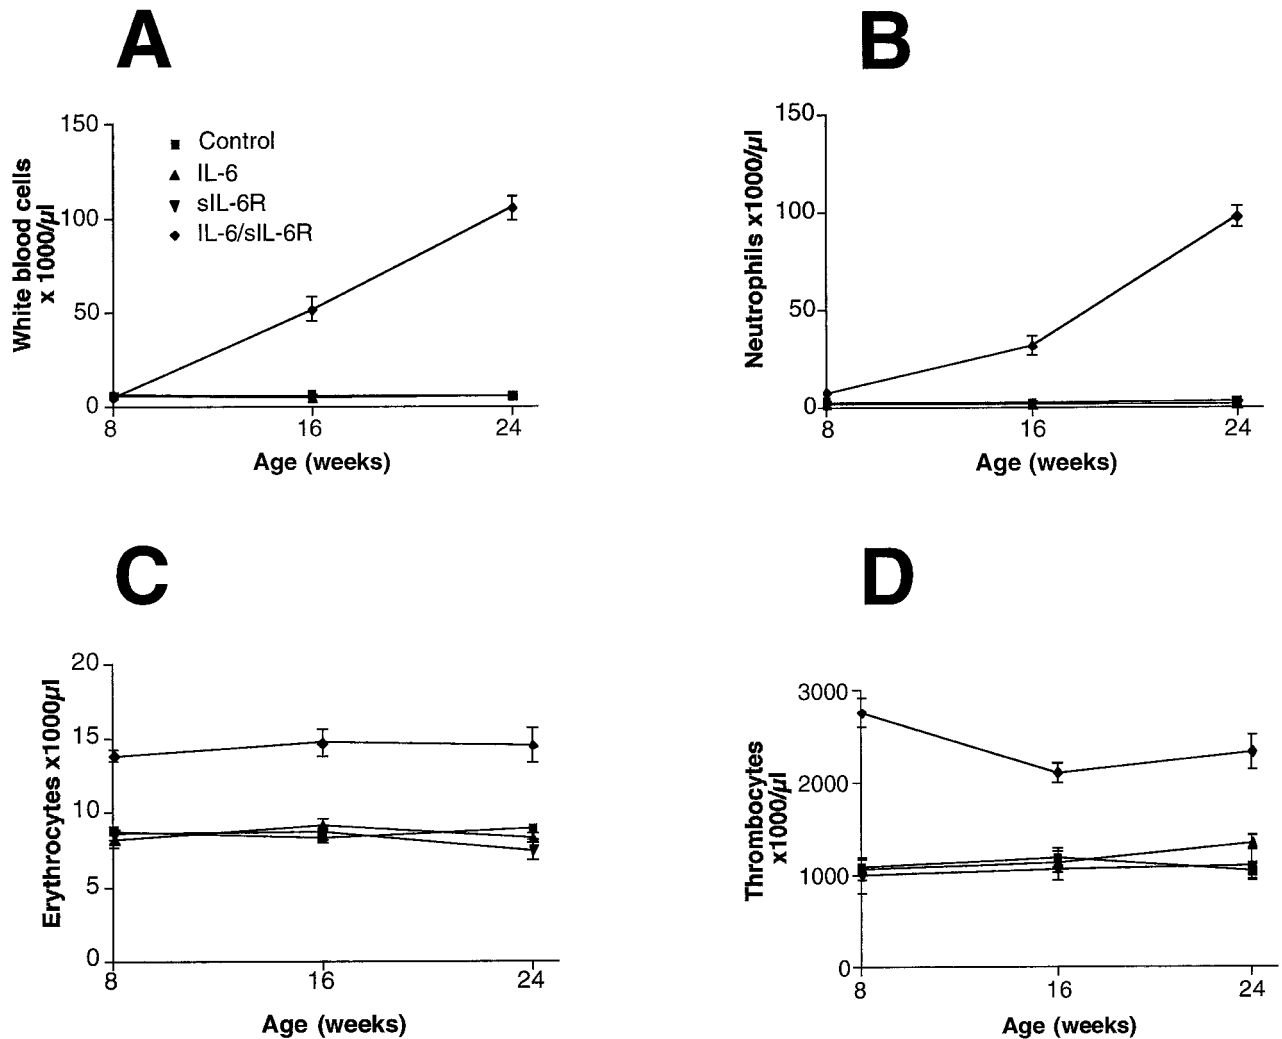 A
150
100
50
0
White blood cells
x 1000/µl
Control
IL-6
sIL-6R
IL-6/sIL-6R
8 16 24
Age (weeks)
B
150
100
50
0
Neutrophils x1000/µl
8 16 24
Age (weeks)
C
20
15
10
5
0
Erythrocytes x1000µl
8 16 24
Age (weeks)
D
3000
2000
1000
0
Thrombocytes
x1000/µl
8 16 24
Age (weeks)